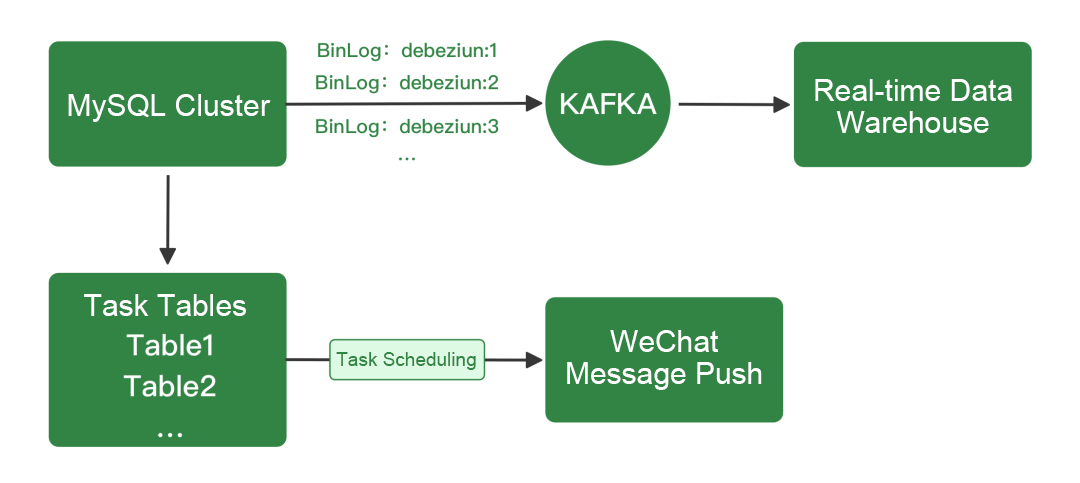 BinLog：debeziun:1
BinLog：debeziun:2
MySQL Cluster
BinLog：debeziun:3
...
KAFKA
Real-time Data
Warehouse
Task Tables
Table1
Table2
...
Task Scheduling
WeChat
Message Push